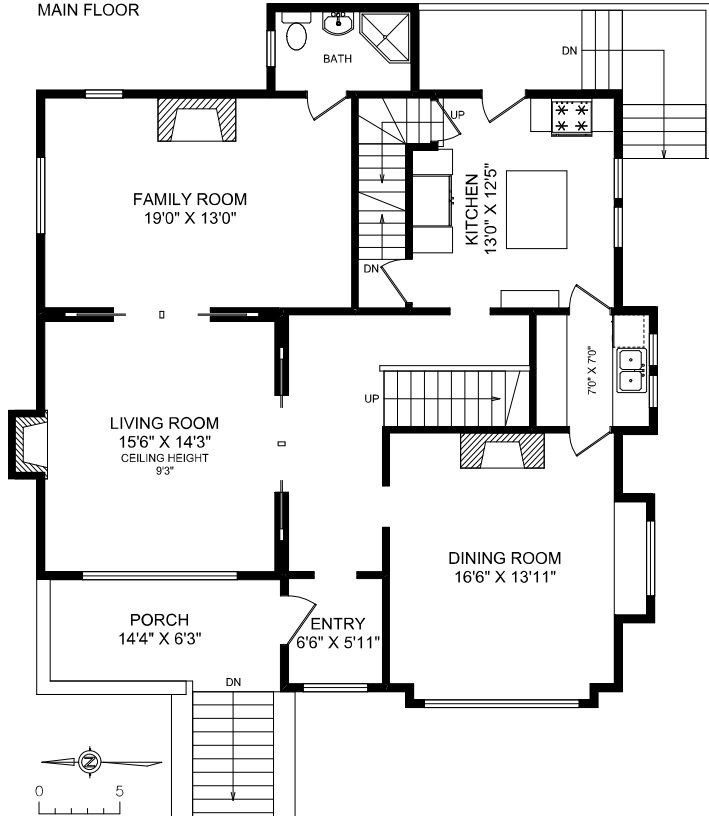 MAIN FLOOR
BATH
DN
UP
FAMILY ROOM
19'0" X 13'0"
KITCHEN
13'0" X 12'5"
DN
7'0" X 7'0"
UP
LIVING ROOM
15'6" X 14'3"
CEILING HEIGHT
9'3"
DINING ROOM
16'6" X 13'11"
PORCH
14'4" X 6'3"
ENTRY
6'6" X 5'11"
DN
N
0 5